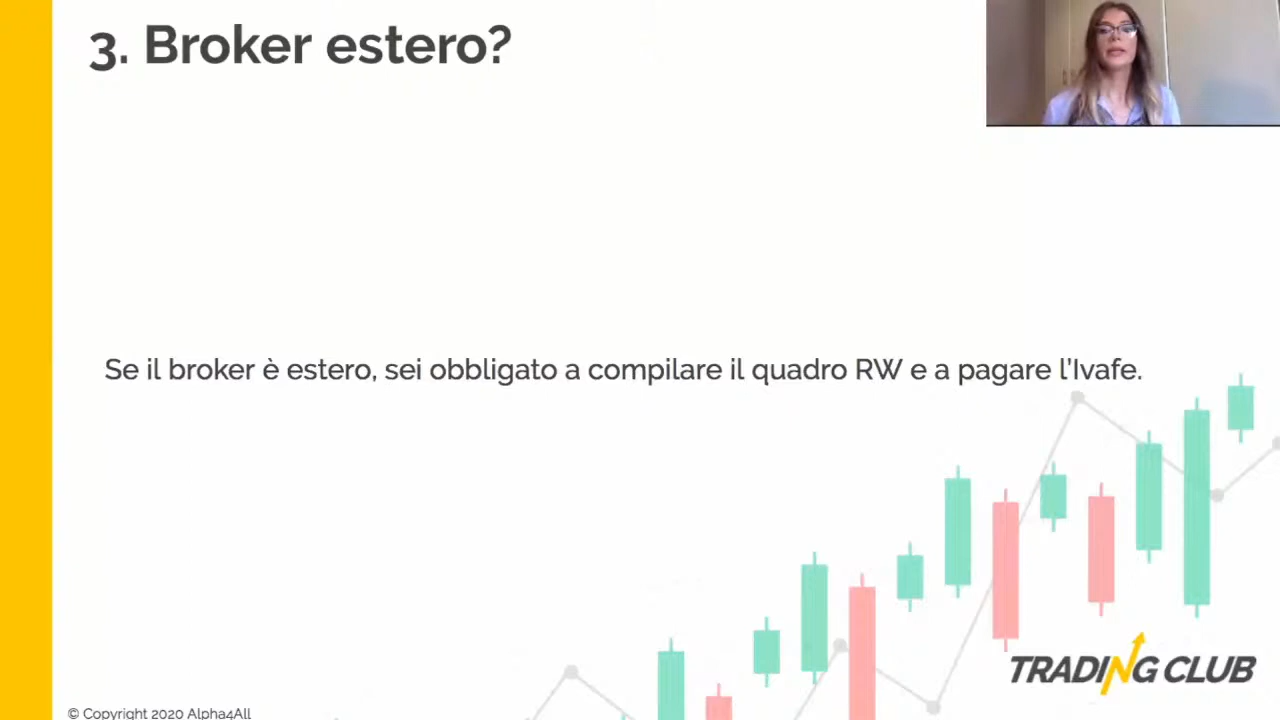 3. Broker estero?
Se il broker è estero, sei obbligato a compilare il quadro RW e a pagare l'Ivafe.
TRADING CLUB
© Copyright 2020 Alpha4All